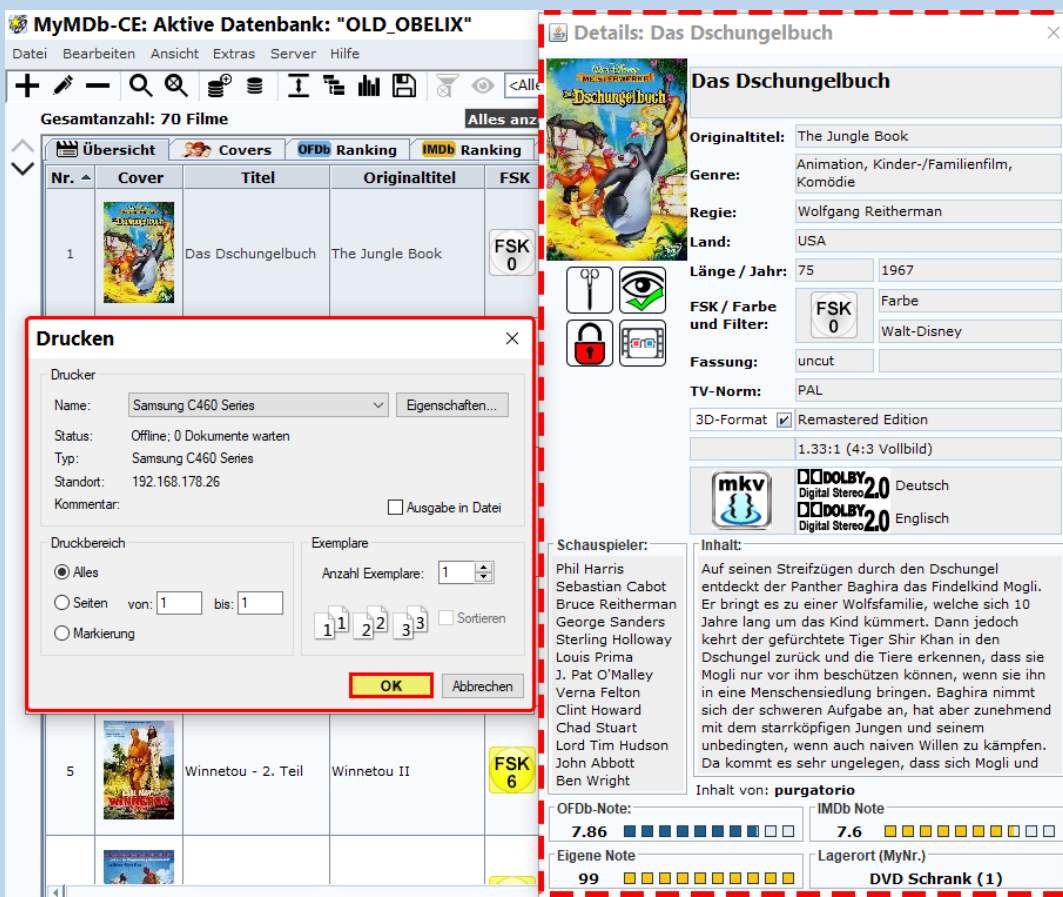 MyMDb-CE: Aktive Datenbank: "OLD_OBELIX"
Datei Bearbeiten Ansicht Extras Server Hilfe
<Alle
Gesamtanzahl: 70 Filme
Alles anz
Übersicht Covers OFDb Ranking IMDb Ranking
Nr. Cover Titel Originaltitel FSK
1 Das Dschungelbuch The Jungle Book FSK 0
Drucken
Drucker
Name: Samsung C460 Series Eigenschaften...
Status: Offline; 0 Dokumente warten
Typ: Samsung C460 Series
Standort: 192.168.178.26
Kommentar: Ausgabe in Datei
Druckbereich
Alles
Seiten von: 1 bis: 1
Markierung
Exemplare
Anzahl Exemplare: 1
1 1 2 2 3 3 Sortieren
OK Abbrechen
5 WINNETOU Winnetou - 2. Teil Winnetou II FSK 6
Details: Das Dschungelbuch
MEISTERWERKE
Dschungelbuch
Das Dschungelbuch
Originaltitel: The Jungle Book
Genre: Animation, Kinder-/Familienfilm,
Komödie
Regie: Wolfgang Reitherman
Land: USA
Länge / Jahr: 75 1967
FSK / Farbe
und Filter:
FSK
0
Farbe
Walt-Disney
Fassung: uncut
TV-Norm: PAL
3D-Format Remastered Edition
1.33:1 (4:3 Vollbild)
mkv
DOLBY
Digital Stereo 2.0 Deutsch
DOLBY
Digital Stereo 2.0 Englisch
Schauspieler:
Phil Harris
Sebastian Cabot
Bruce Reitherman
George Sanders
Sterling Holloway
Louis Prima
J. Pat O'Malley
Verna Felton
Clint Howard
Chad Stuart
Lord Tim Hudson
John Abbott
Ben Wright
Inhalt:
Auf seinen Streifzügen durch den Dschungel
entdeckt der Panther Baghira das Findelkind Mogli.
Er bringt es zu einer Wolfsfamilie, welche sich 10
Jahre lang um das Kind kümmert. Dann jedoch
kehrt der gefürchtete Tiger Shir Khan in den
Dschungel zurück und die Tiere erkennen, dass sie
Mogli nur vor ihm beschützen können, wenn sie ihn
in eine Menschensiedlung bringen. Baghira nimmt
sich der schweren Aufgabe an, hat aber zunehmend
mit dem starrköpfigen Jungen und seinem
unbedingten, wenn auch naiven Willen zu kämpfen.
Da kommt es sehr ungelegen, dass sich Mogli und
Inhalt von: purgatorio
OFDb-Note:
7.86
IMDb Note
7.6
Eigene Note
99
Lagerort (MyNr.)
DVD Schrank (1)